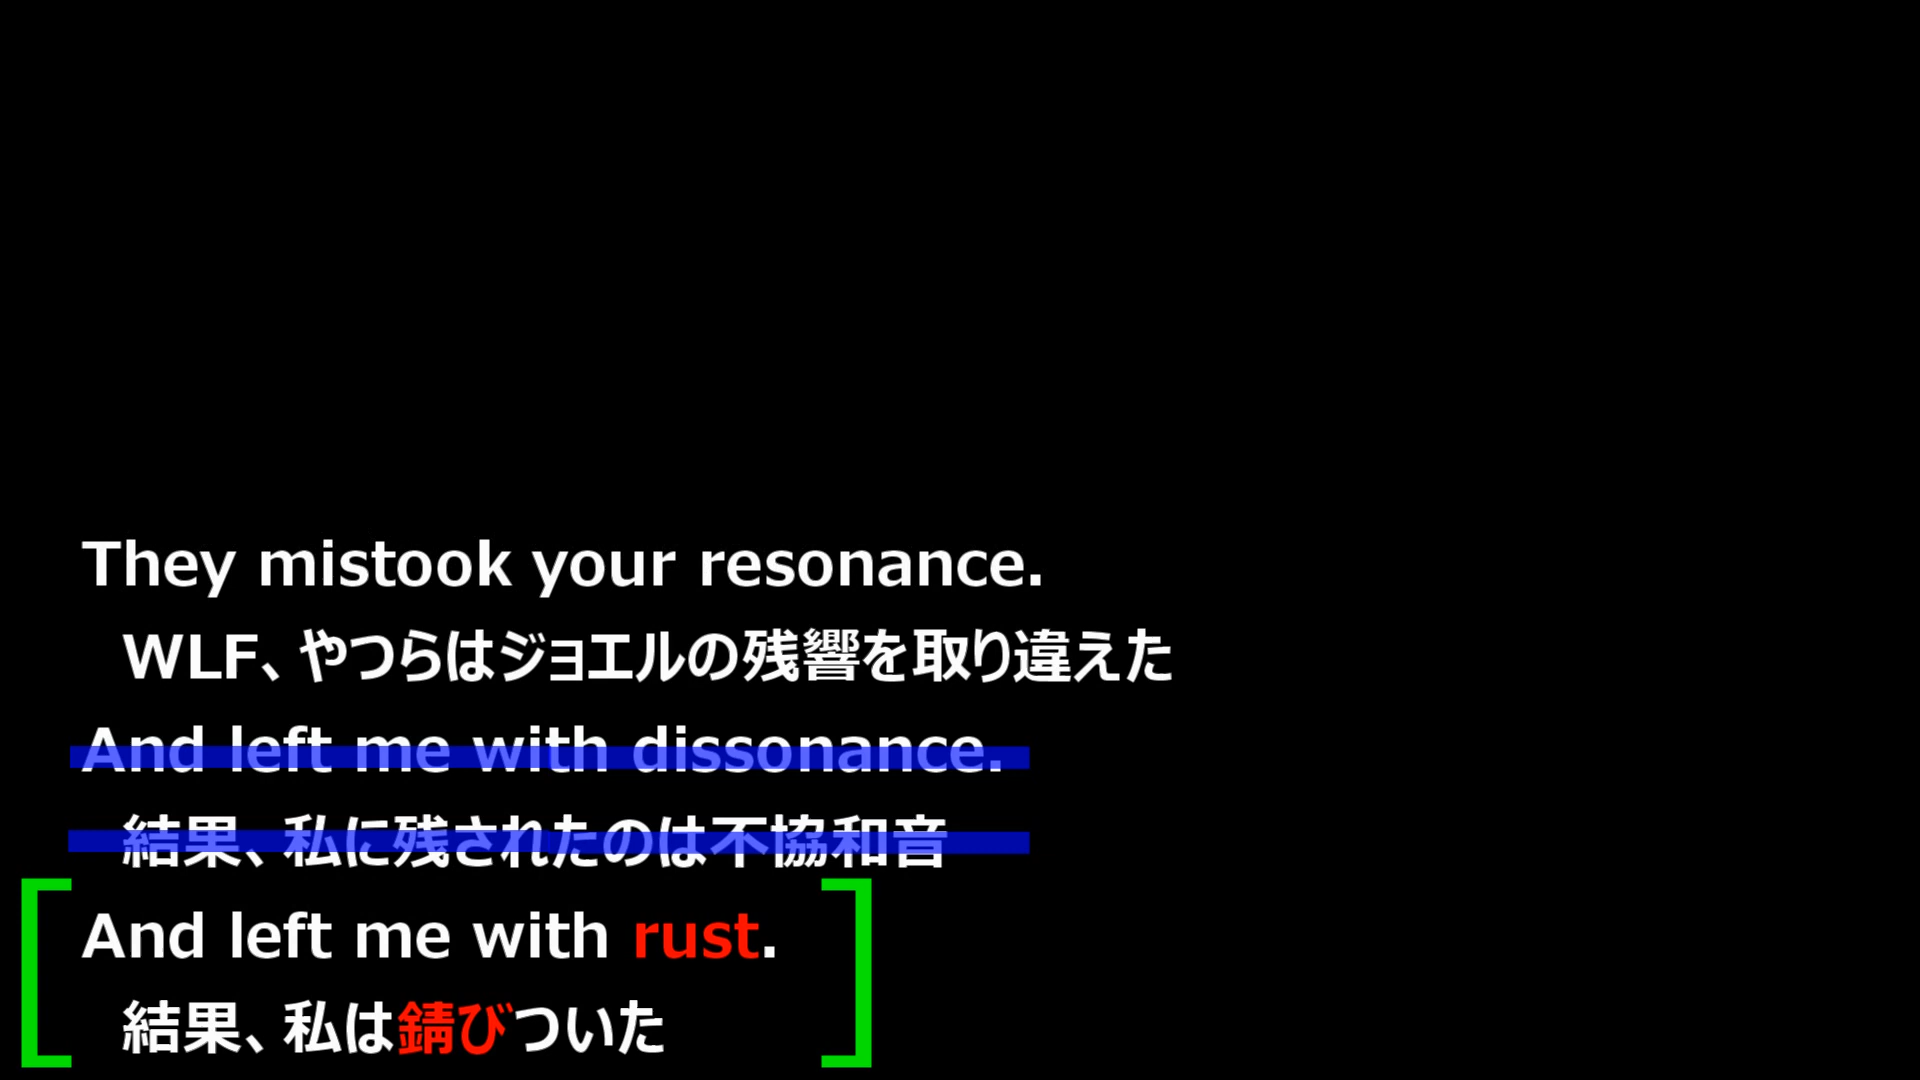 They mistook your resonance.
WLF、やつらはジョエルの残響を取り違えた
And left me with dissonance.
結果、私に残されたのは不協和音
And left me with rust.
結果、私は錆びついた